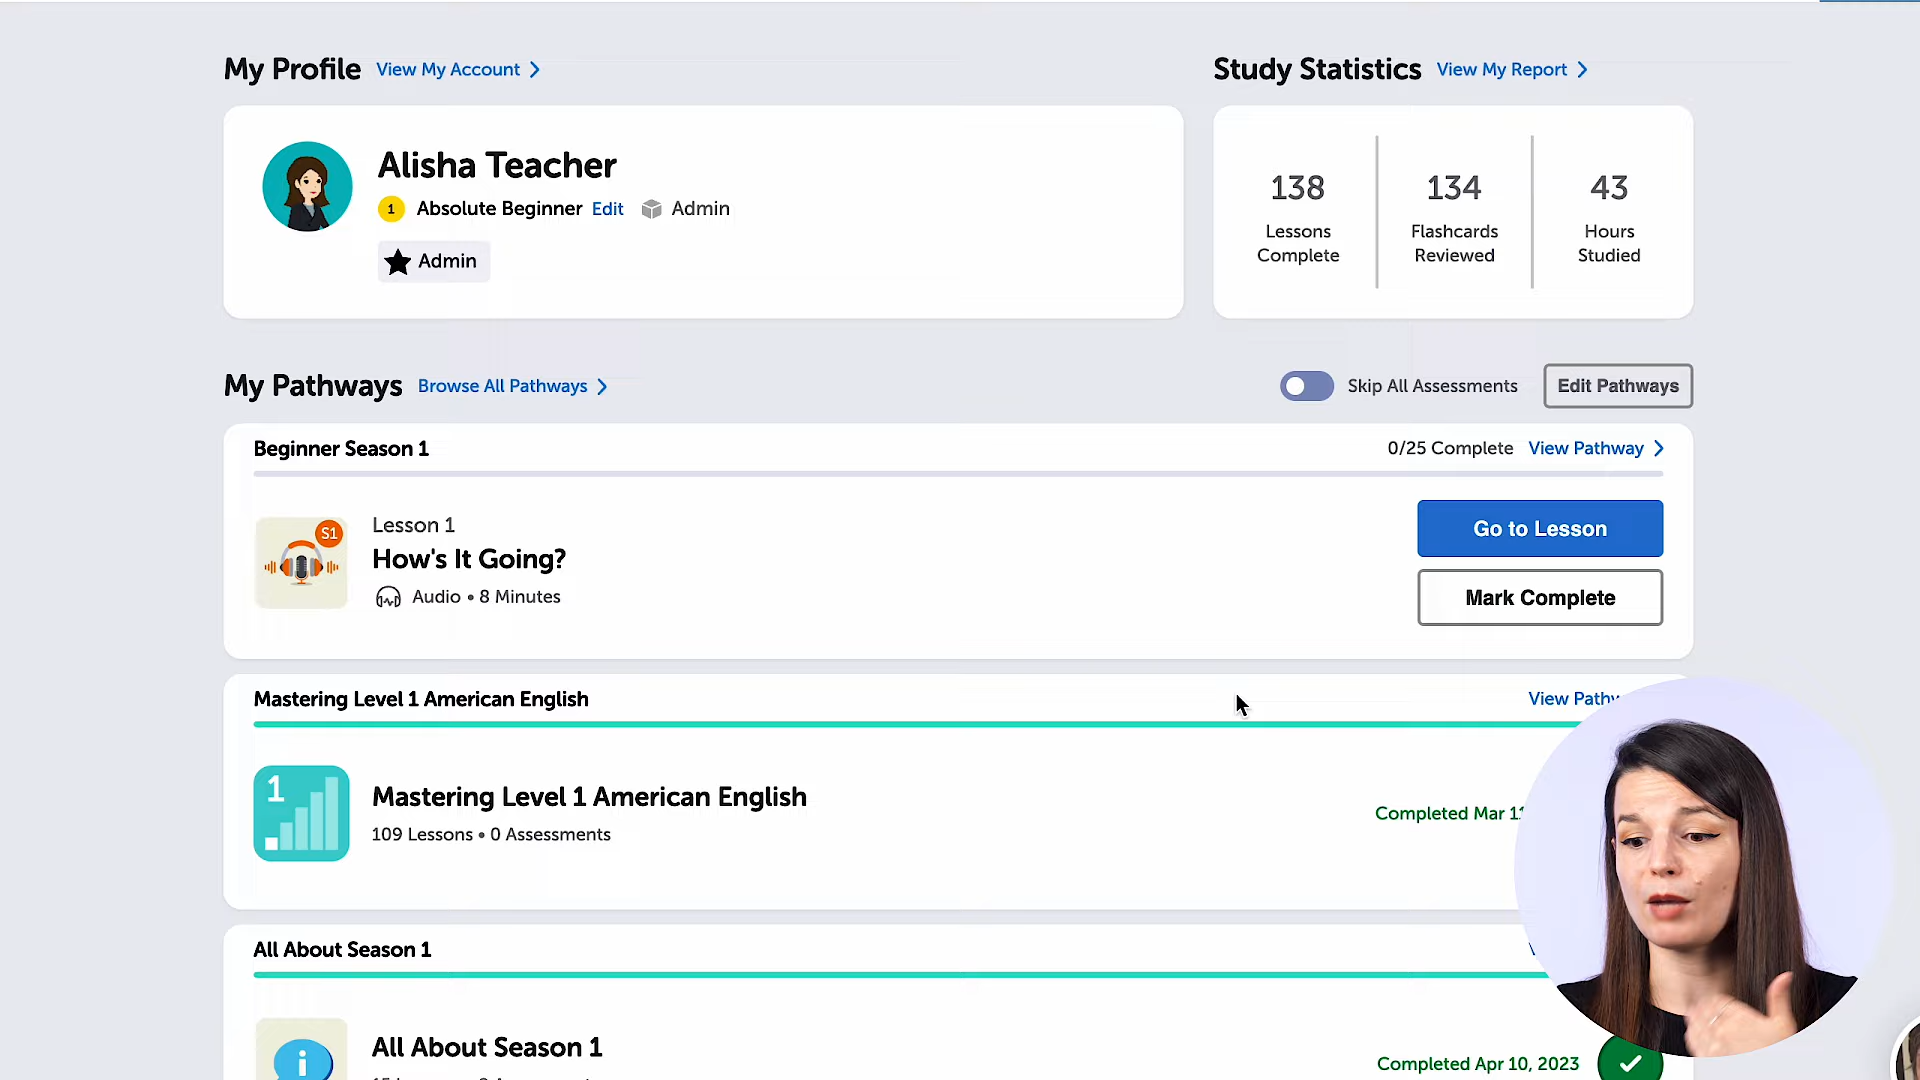 My Profile View My Account
Study Statistics View My Report
Alisha Teacher
1 Absolute Beginner Edit Admin
Admin
138
Lessons
Complete
134
Flashcards
Reviewed
43
Hours
Studied
My Pathways Browse All Pathways
Skip All Assessments Edit Pathways
Beginner Season 1
0/25 Complete View Pathway
S1
Lesson 1
How's It Going?
Audio • 8 Minutes
Go to Lesson
Mark Complete
Mastering Level 1 American English
View
1
Mastering Level 1 American English
109 Lessons • 0 Assessments
Completed Mar
All About Season 1
i
All About Season 1
Completed Apr 10, 2023